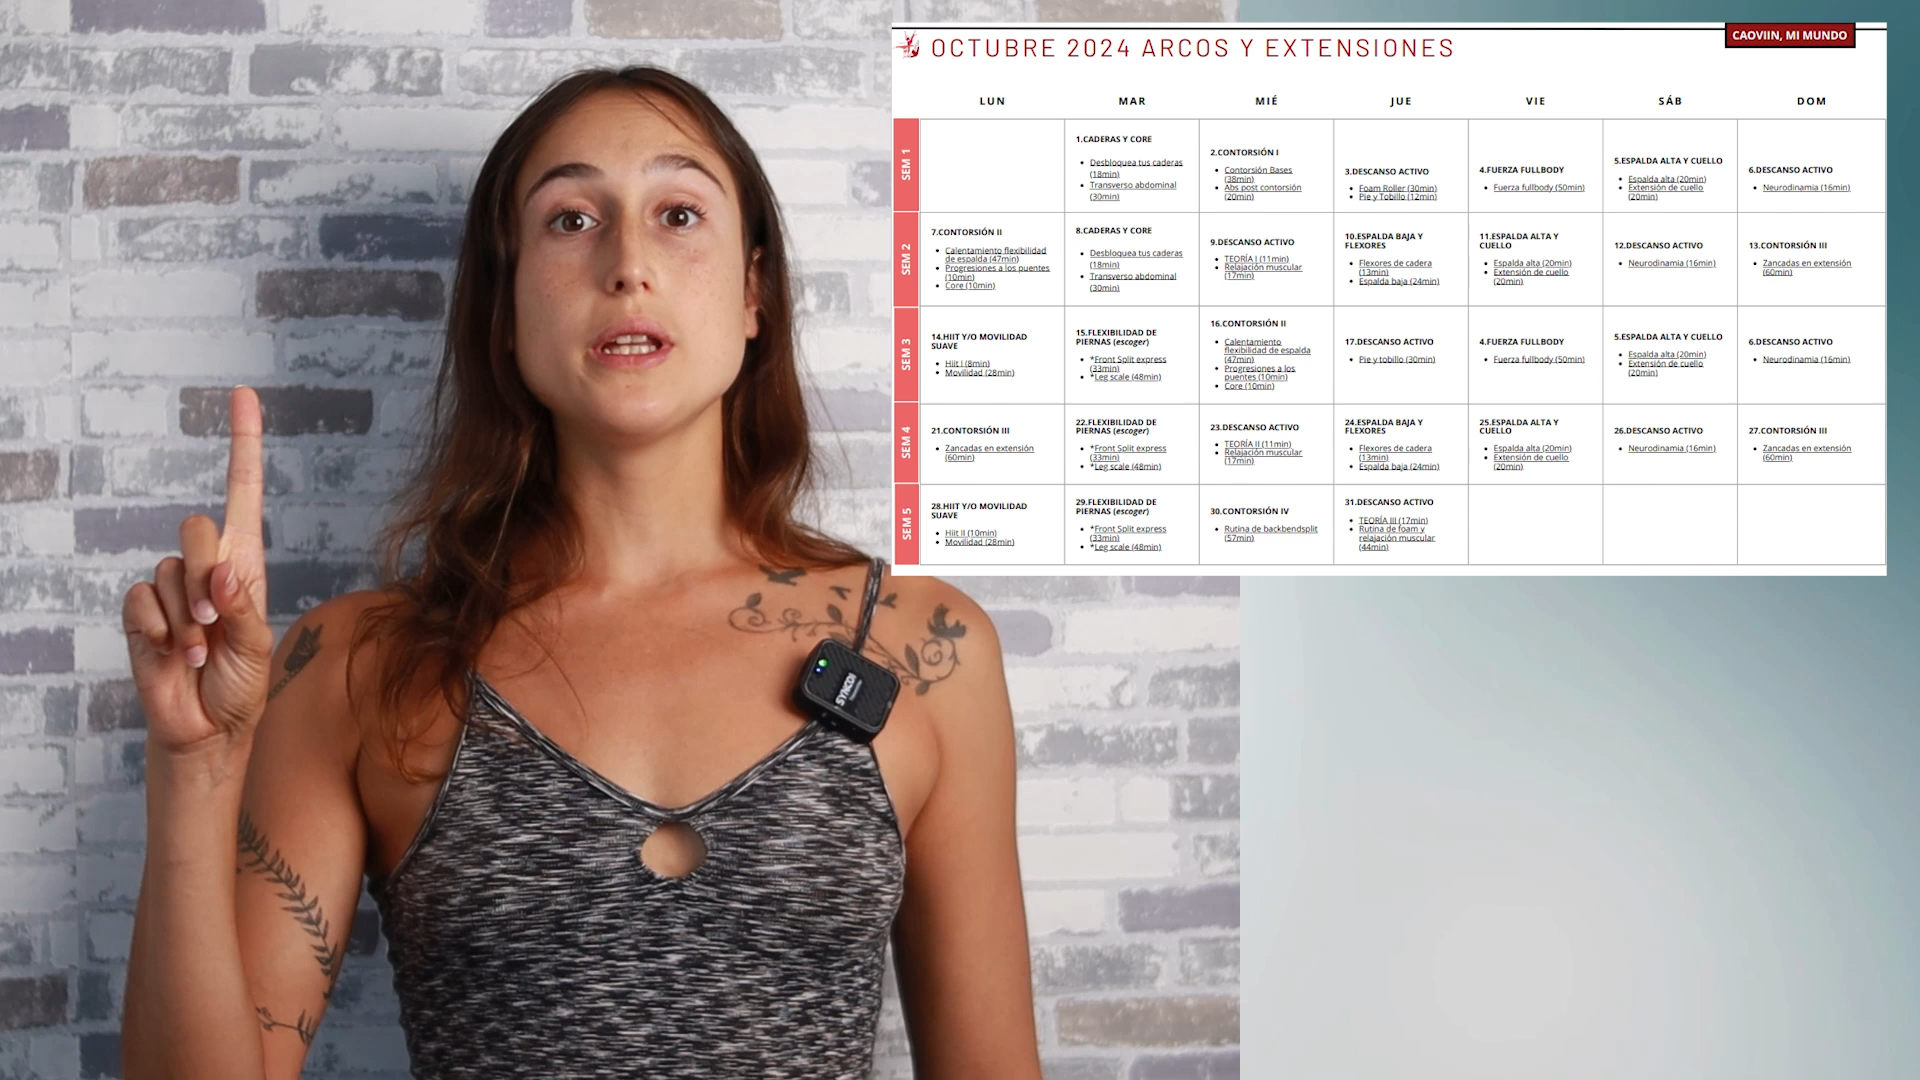 CAOVIIN, MI MUNDO
OCTUBRE 2024 ARCOS Y EXTENSIONES
LUN
MAR
MIÉ
JUE
VIE
SÁB
DOM
SEM 1
1.CADERAS Y CORE
Desbloquea tus caderas
(18min)
Transverso abdominal
(30min)
2.CONTORSIÓN I
Contorsión Bases
(38min)
Abs post contorsión
(20min)
3.DESCANSO ACTIVO
Foam Roller (30min)
Pie y Tobillo (12min)
4.FUERZA FULLBODY
Fuerza fullbody (50min)
5.ESPALDA ALTA Y CUELLO
Espalda alta (20min)
Extensión de cuello
(20min)
6.DESCANSO ACTIVO
Neurodinamia (16min)
SEM 2
7.CONTORSIÓN II
Calentamiento flexibilidad
de espalda (47min)
Progresiones a los puentes
(10min)
Core (10min)
8.CADERAS Y CORE
Desbloquea tus caderas
(18min)
Transverso abdominal
(30min)
9.DESCANSO ACTIVO
TEORÍA I (11min)
Relajación muscular
(17min)
10.ESPALDA BAJA Y
FLEXORES
Flexores de cadera
(13min)
Espalda baja (24min)
11.ESPALDA ALTA Y
CUELLO
Espalda alta (20min)
Extensión de cuello
(20min)
12.DESCANSO ACTIVO
Neurodinamia (16min)
13.CONTORSIÓN III
Zancadas en extensión
(60min)
SEM 3
14.HIIT Y/O MOVILIDAD
SUAVE
Hiit I (8min)
Movilidad (28min)
15.FLEXIBILIDAD DE
PIERNAS (escoger)
*Front Split express
(33min)
*Leg scale (48min)
16.CONTORSIÓN II
Calentamiento
flexibilidad de espalda
(47min)
Progresiones a los
puentes (10min)
Core (10min)
17.DESCANSO ACTIVO
Pie y tobillo (30min)
4.FUERZA FULLBODY
Fuerza fullbody (50min)
5.ESPALDA ALTA Y CUELLO
Espalda alta (20min)
Extensión de cuello
(20min)
6.DESCANSO ACTIVO
Neurodinamia (16min)
SEM 4
21.CONTORSIÓN III
Zancadas en extensión
(60min)
22.FLEXIBILIDAD DE
PIERNAS (escoger)
*Front Split express
(33min)
*Leg scale (48min)
23.DESCANSO ACTIVO
TEORÍA II (11min)
Relajación muscular
(17min)
24.ESPALDA BAJA Y
FLEXORES
Flexores de cadera
(13min)
Espalda baja (24min)
25.ESPALDA ALTA Y
CUELLO
Espalda alta (20min)
Extensión de cuello
(20min)
26.DESCANSO ACTIVO
Neurodinamia (16min)
27.CONTORSIÓN III
Zancadas en extensión
(60min)
SEM 5
28.HIIT Y/O MOVILIDAD
SUAVE
Hiit II (10min)
Movilidad (28min)
29.FLEXIBILIDAD DE
PIERNAS (escoger)
*Front Split express
(33min)
*Leg scale (48min)
30.CONTORSIÓN IV
Rutina de backbendsplit
(57min)
31.DESCANSO ACTIVO
TEORÍA III (17min)
Rutina de foam y
relajación muscular
(44min)
SYNCO